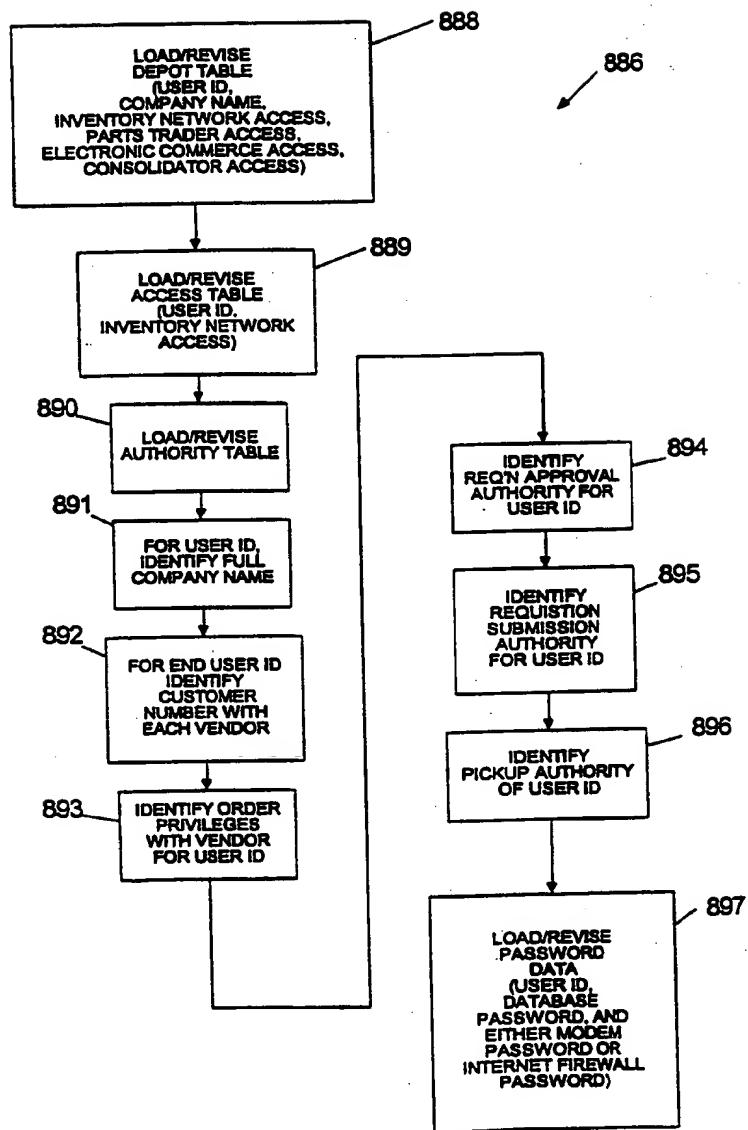 888
LOAD/REVISE
DEPOT TABLE
(USER ID,
COMPANY NAME,
INVENTORY NETWORK ACCESS,
PARTS TRADER ACCESS,
ELECTRONIC COMMERCE ACCESS,
CONSOLIDATOR ACCESS)
886
889
LOAD/REVISE
ACCESS TABLE
(USER ID.
INVENTORY NETWORK
ACCESS)
890
LOAD/REVISE
AUTHORITY TABLE
891
FOR USER ID,
IDENTIFY FULL
COMPANY NAME
892
FOR END USER ID
IDENTIFY
CUSTOMER
NUMBER WITH
EACH VENDOR
893
IDENTIFY ORDER
PRIVILEGES
WITH VENDOR
FOR USER ID
894
IDENTIFY
REQ'N APPROVAL
AUTHORITY FOR
USER ID
895
IDENTIFY
REQUISTION
SUBMISSION
AUTHORITY
FOR USER ID
896
IDENTIFY
PICKUP AUTHORITY
OF USER ID
897
LOAD/REVISE
PASSWORD
DATA
(USER ID,
DATABASE
PASSWORD, AND
EITHER MODEM
PASSWORD OR
INTERNET FIREWALL
PASSWORD)